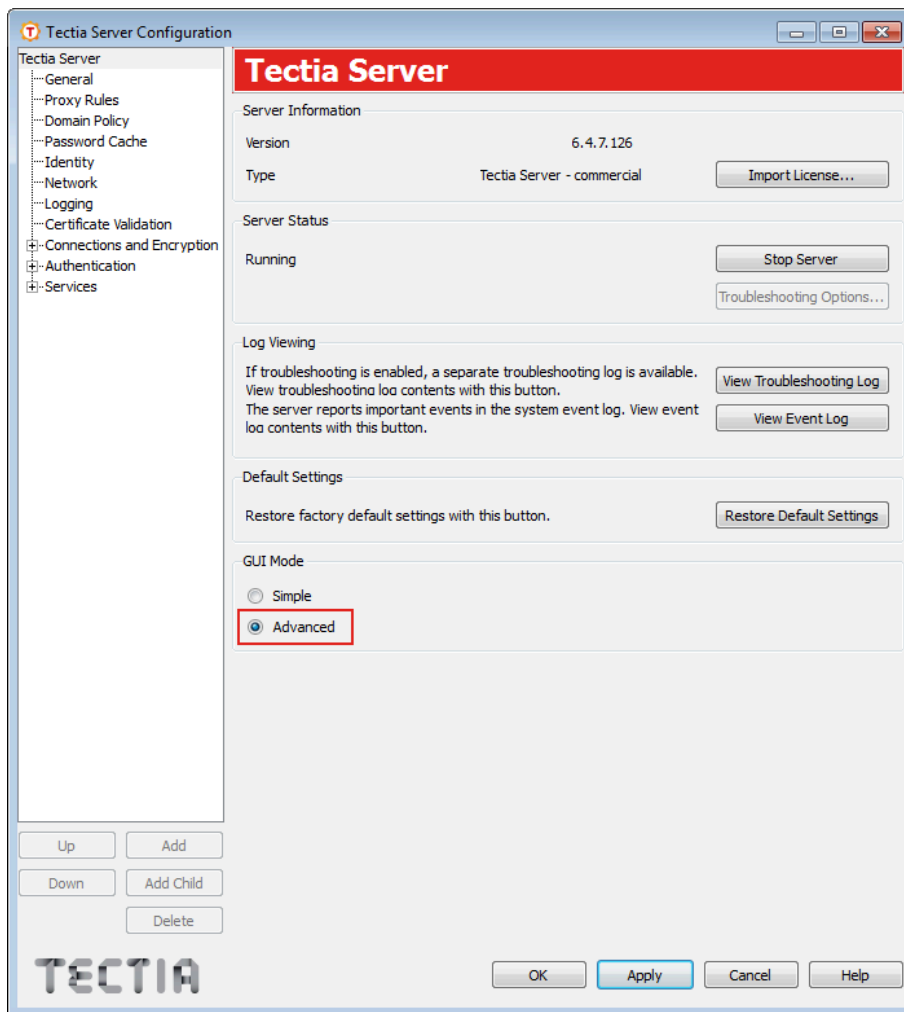 Tectia Server Configuration
Tectia Server
General
Proxy Rules
Domain Policy
Password Cache
Identity
Network
Logging
Certificate Validation
Connections and Encryption
Authentication
Services
Up
Add
Down
Add Child
Delete
TECTIA
Tectia Server
Server Information
Version 6.4.7.126
Type Tectia Server - commercial Import License...
Server Status
Running Stop Server
Troubleshooting Options...
Log Viewing
If troubleshooting is enabled, a separate troubleshooting log is available.
View troubleshooting log contents with this button.
View Troubleshooting Log
The server reports important events in the system event log. View event
log contents with this button.
View Event Log
Default Settings
Restore factory default settings with this button. Restore Default Settings
GUI Mode
Simple
Advanced
OK Apply Cancel Help